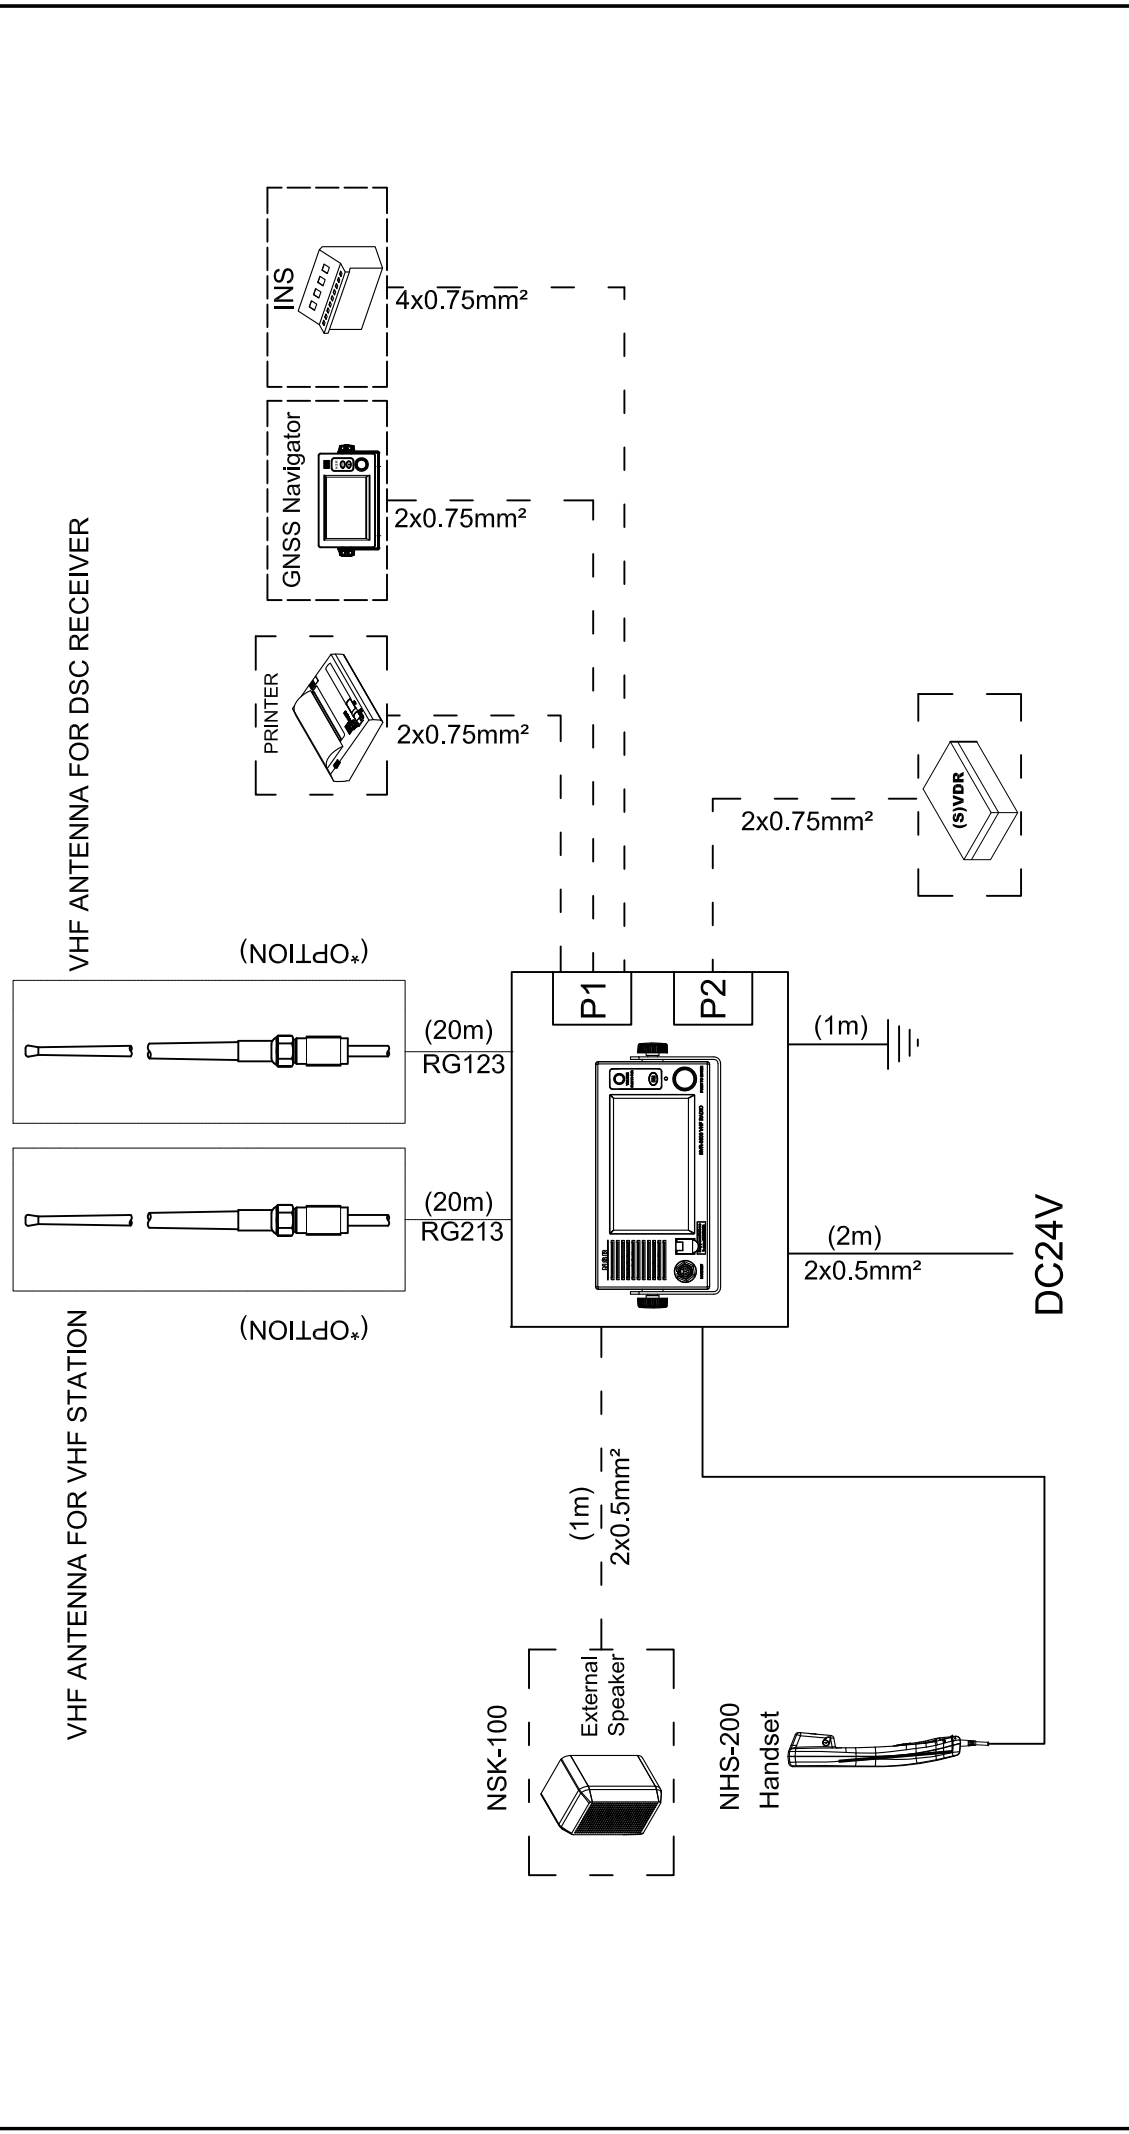 VHF ANTENNA FOR VHF STATION
VHF ANTENNA FOR DSC RECEIVER
(*OPTION)
(*OPTION)
(20m)
RG213
(20m)
RG123
PRINTER
2x0.75mm²
GNSS Navigator
2x0.75mm²
INS
4x0.75mm²
P1
P2
2x0.75mm²
(S)VDR
(1m)
(2m)
2x0.5mm²
DC24V
NSR
(1m)
2x0.5mm²
NSK-100
External
Speaker
NHS-200
Handset